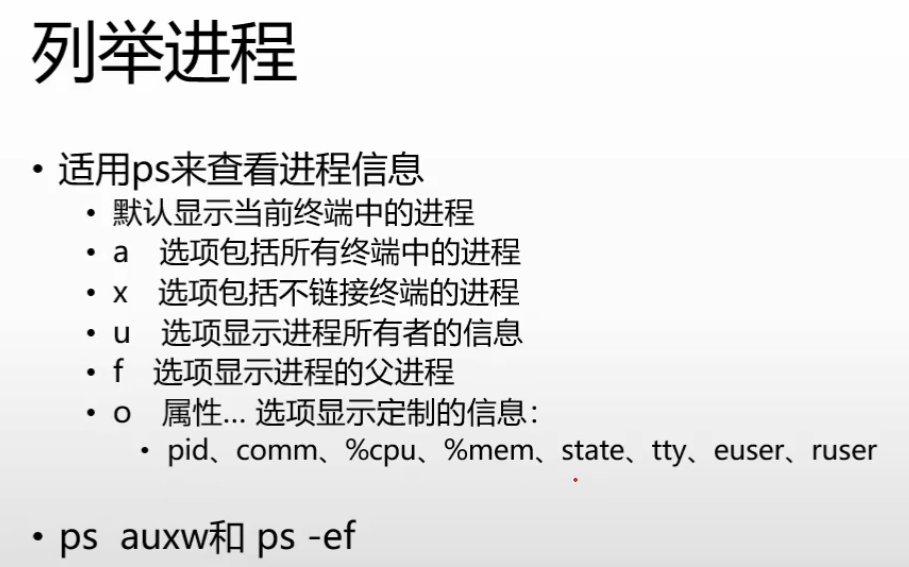 列举进程
• 适用ps来查看进程信息
• 默认显示当前终端中的进程
• a 选项包括所有终端中的进程
• x 选项包括不链接终端的进程
• u 选项显示进程所有者的信息
• f 选项显示进程的父进程
• o 属性... 选项显示定制的信息：
• pid、comm、%cpu、%mem、state、tty、euser、ruser
• ps auxw和 ps -ef